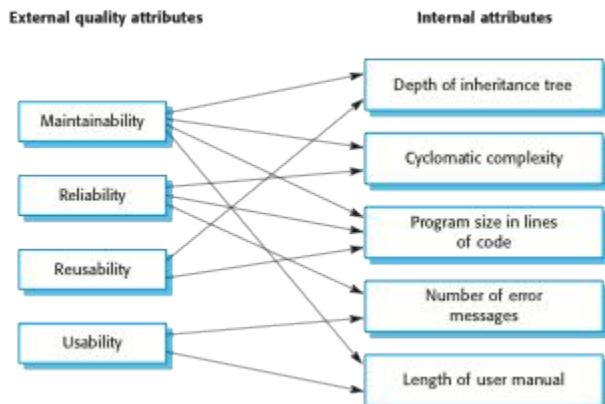 External quality attributes
Internal attributes
Maintainability
Reliability
Reusability
Usability
Depth of inheritance tree
Cyclomatic complexity
Program size in lines
of code
Number of error
messages
Length of user manual